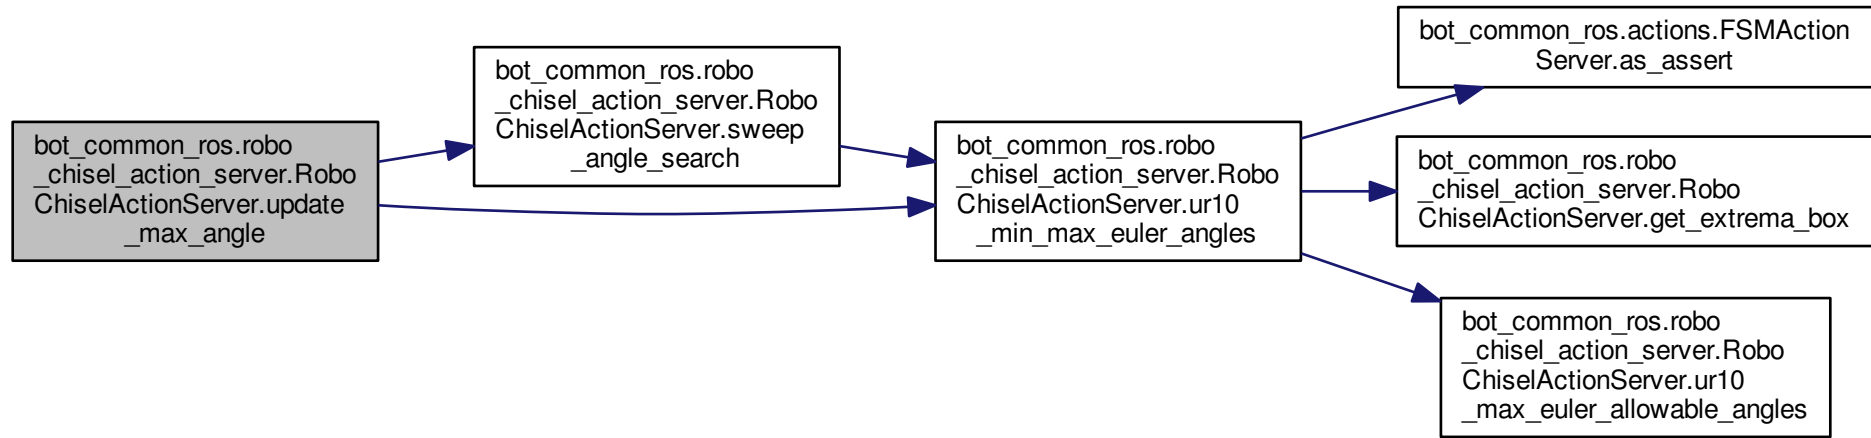 bot_common_ros.robo
_chisel_action_server.Robo
ChiselActionServer.update
_max_angle
bot_common_ros.robo
_chisel_action_server.Robo
ChiselActionServer.sweep
_angle_search
bot_common_ros.robo
_chisel_action_server.Robo
ChiselActionServer.ur10
_min_max_euler_angles
bot_common_ros.actions.FSMAction
Server.as_assert
bot_common_ros.robo
_chisel_action_server.Robo
ChiselActionServer.get_extrema_box
bot_common_ros.robo
_chisel_action_server.Robo
ChiselActionServer.ur10
_max_euler_allowable_angles